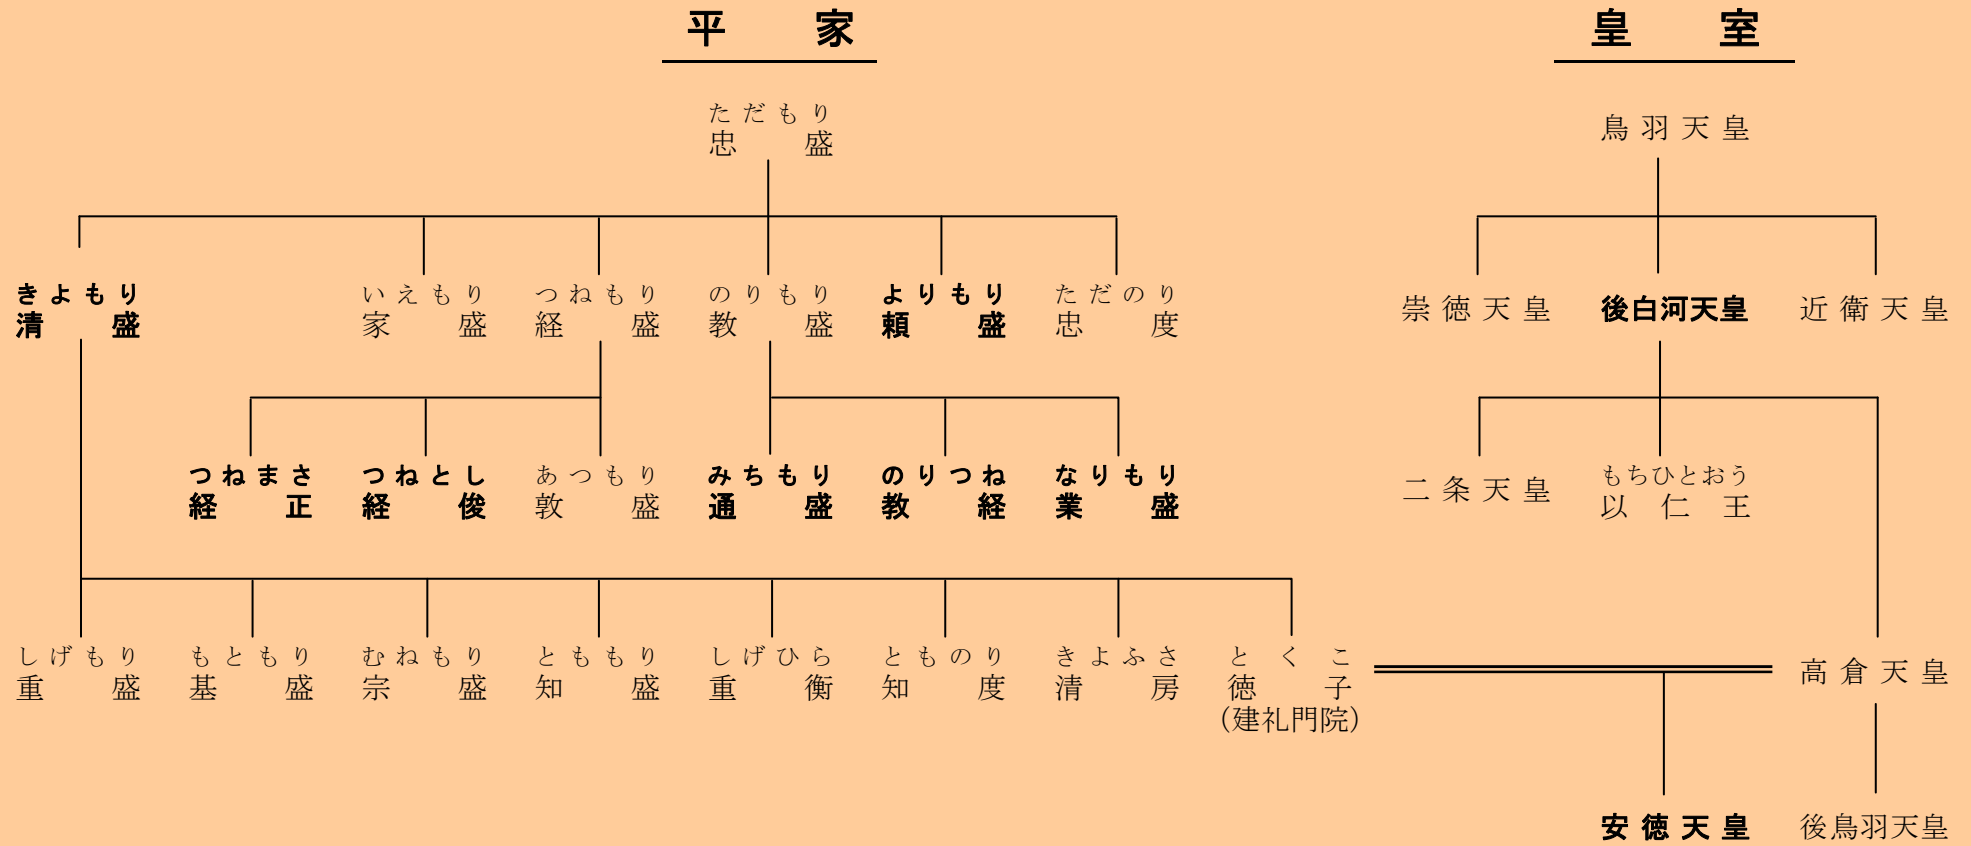 平家
皇室
ただもり
忠盛
鳥羽天皇
きよもり いえもり つねもり のりもり よりもり ただのり
清盛 家盛 経盛 教盛 頼盛 忠度
崇徳天皇 後白河天皇 近衛天皇
つねまさ つねとし あつもり みちもり のりつね なりもり
経正 経俊 敦盛 通盛 教経 業盛
もちひとおう
二条天皇 以仁王
しげもり もともり むねもり とももり しげひら とものり きよふさ とくこ
重盛 基盛 宗盛 知盛 重衡 知度 清房 徳子
(建礼門院)
高倉天皇
安徳天皇 後鳥羽天皇